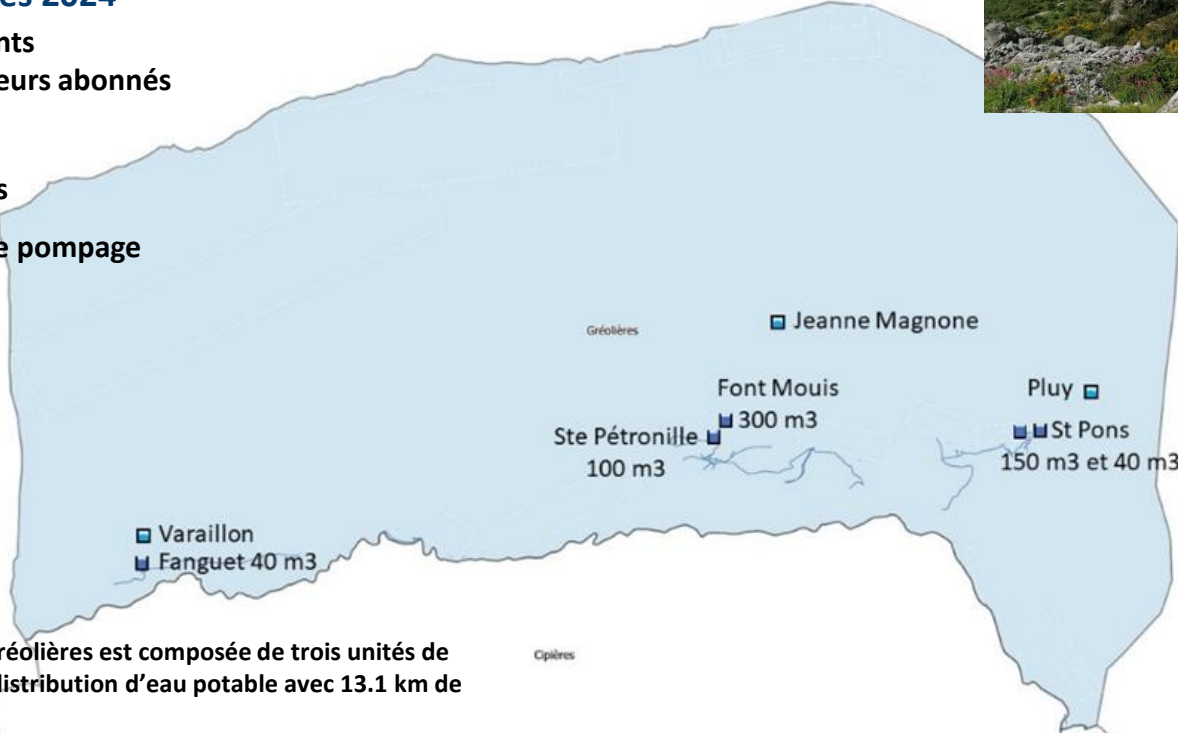 2024
nts
eurs abonnés
s
e pompage
Gréolières
Jeanne Magnone
Font Mouis
300 m3
Pluy
Ste Pétronille
100 m3
St Pons
150 m3 et 40 m3
Varaillon
Fanguet 40 m3
réolières est composée de trois unités de
distribution d'eau potable avec 13.1 km de
Cipières